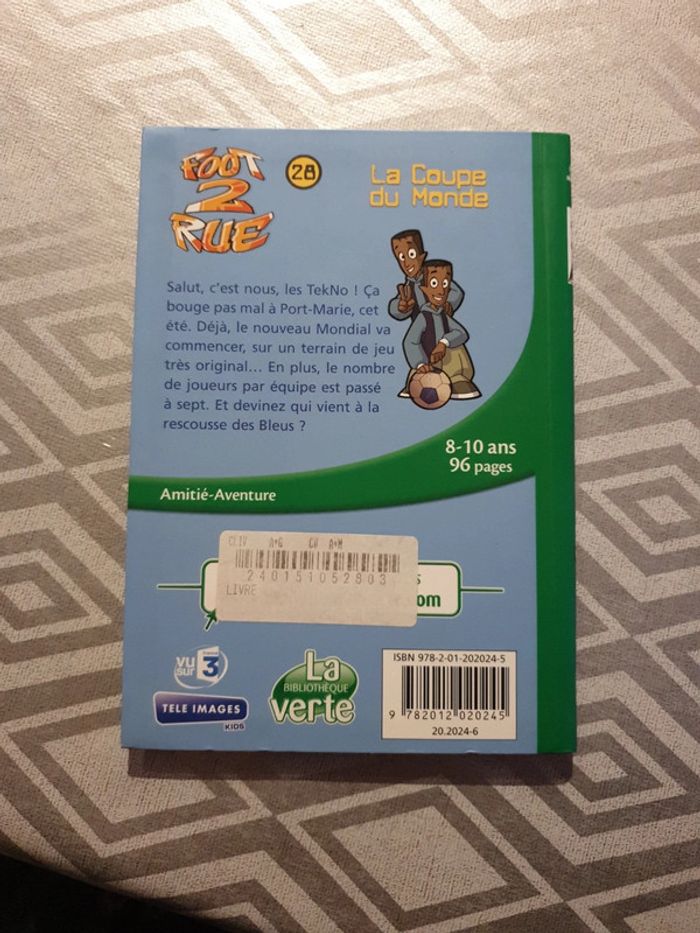 FOOT
2
RUE
28
La Coupe
du Monde
Salut, c'est nous, les TekNo ! Ça
bouge pas mal à Port-Marie, cet
été. Déjà, le nouveau Mondial va
commencer, sur un terrain de jeu
très original... En plus, le nombre
de joueurs par équipe est passé
à sept. Et devinez qui vient à la
rescousse des Bleus ?
8-10 ans
96 pages
Amitié-Aventure
CLIV A+G CH A+M
240151052803
LIVRE
om
vu
sur
3
TELE IMAGES
KIDS
La
BIBLIOTHÈQUE
verte
ISBN 978-2-01-202024-5
9 782012 020245
20.2024-6